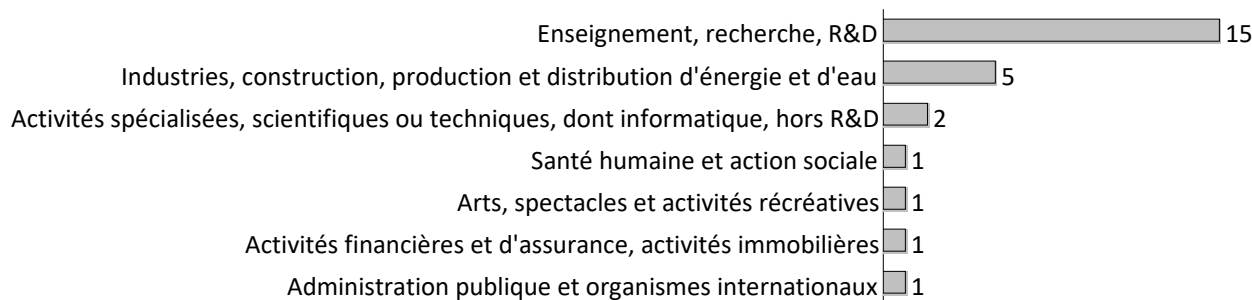 Enseignement, recherche, R&D 15
Industries, construction, production et distribution d'énergie et d'eau 5
Activités spécialisées, scientifiques ou techniques, dont informatique, hors R&D 2
Santé humaine et action sociale 1
Arts, spectacles et activités récréatives 1
Activités financières et d'assurance, activités immobilières 1
Administration publique et organismes internationaux 1